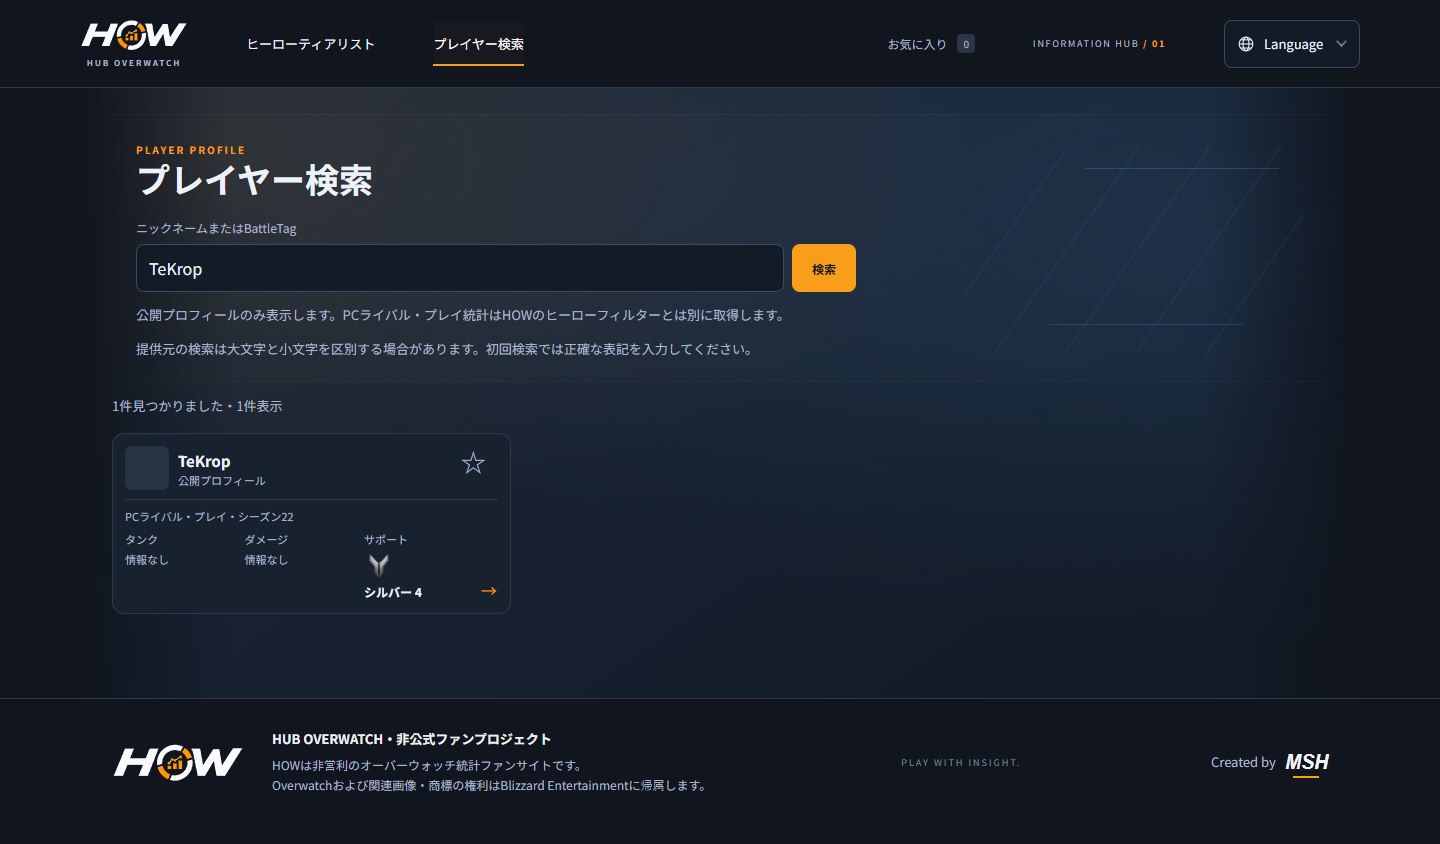 HOW
HUB OVERWATCH
ヒーローティアリスト
プレイヤー検索
お気に入り 0
INFORMATION HUB / 01
Language
PLAYER PROFILE
プレイヤー検索
ニックネームまたはBattleTag
TeKrop
検索
公開プロフィールのみ表示します。PCライバル・プレイ統計はHOWのヒーローフィルターとは別に取得します。
提供元の検索は大文字と小文字を区別する場合があります。初回検索では正確な表記を入力してください。
1件見つかりました・1件表示
TeKrop
公開プロフィール
PCライバル・プレイ・シーズン22
タンク
情報なし
ダメージ
情報なし
サポート
シルバー 4
→
HOW
HUB OVERWATCH・非公式ファンプロジェクト
HOWは非営利のオーバーウォッチ統計ファンサイトです。
Overwatchおよび関連画像・商標の権利はBlizzard Entertainmentに帰属します。
PLAY WITH INSIGHT.
Created by MSH